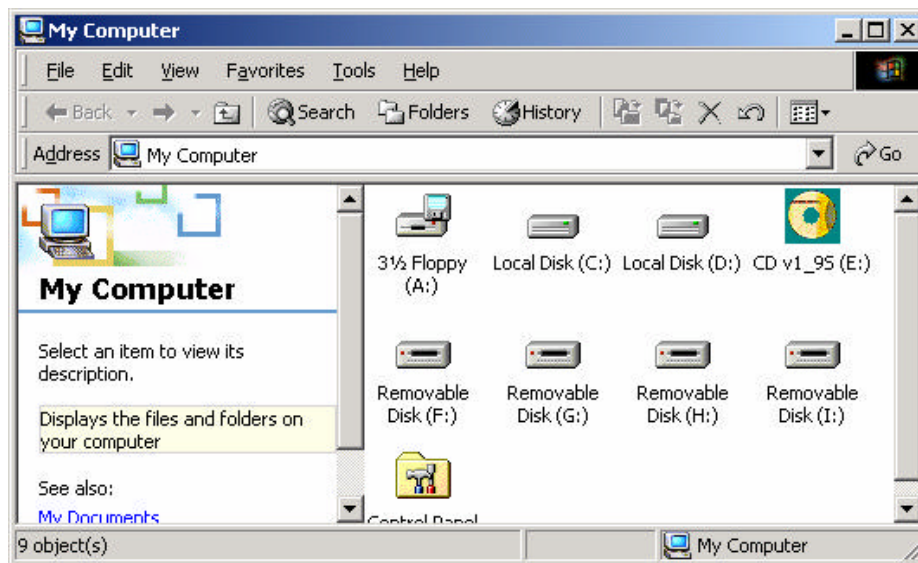 My Computer
File Edit View Favorites Tools Help
Back Search Folders History
Address My Computer Go
My Computer
Select an item to view its
description.
Displays the files and folders on
your computer
See also:
My Documents
3½ Floppy
(A:)
Local Disk (C:)
Local Disk (D:)
CD v1_95 (E:)
Removable
Disk (F:)
Removable
Disk (G:)
Removable
Disk (H:)
Removable
Disk (I:)
Control Panel
9 object(s)
My Computer